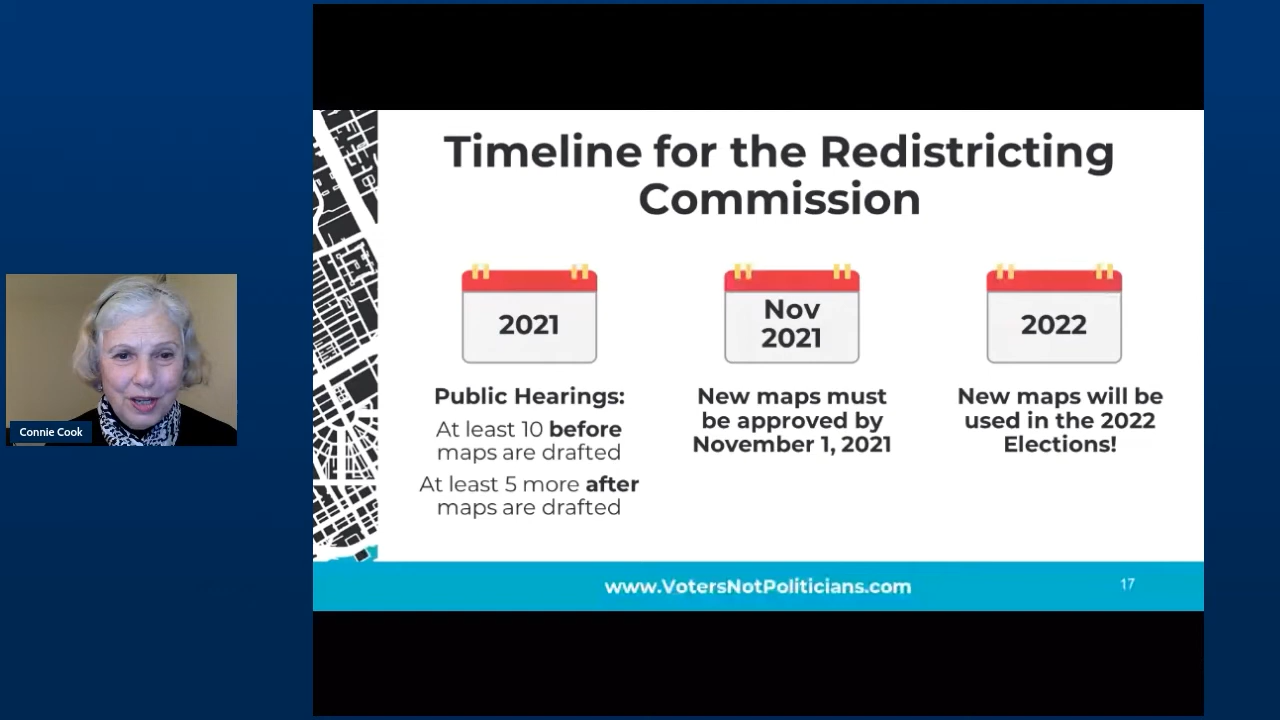 Timeline for the Redistricting
Commission
2021
Public Hearings:
At least 10 before
maps are drafted
At least 5 more after
maps are drafted
Nov
2021
New maps must
be approved by
November 1, 2021
2022
New maps will be
used in the 2022
Elections!
www.VotersNotPoliticians.com
17
Connie Cook